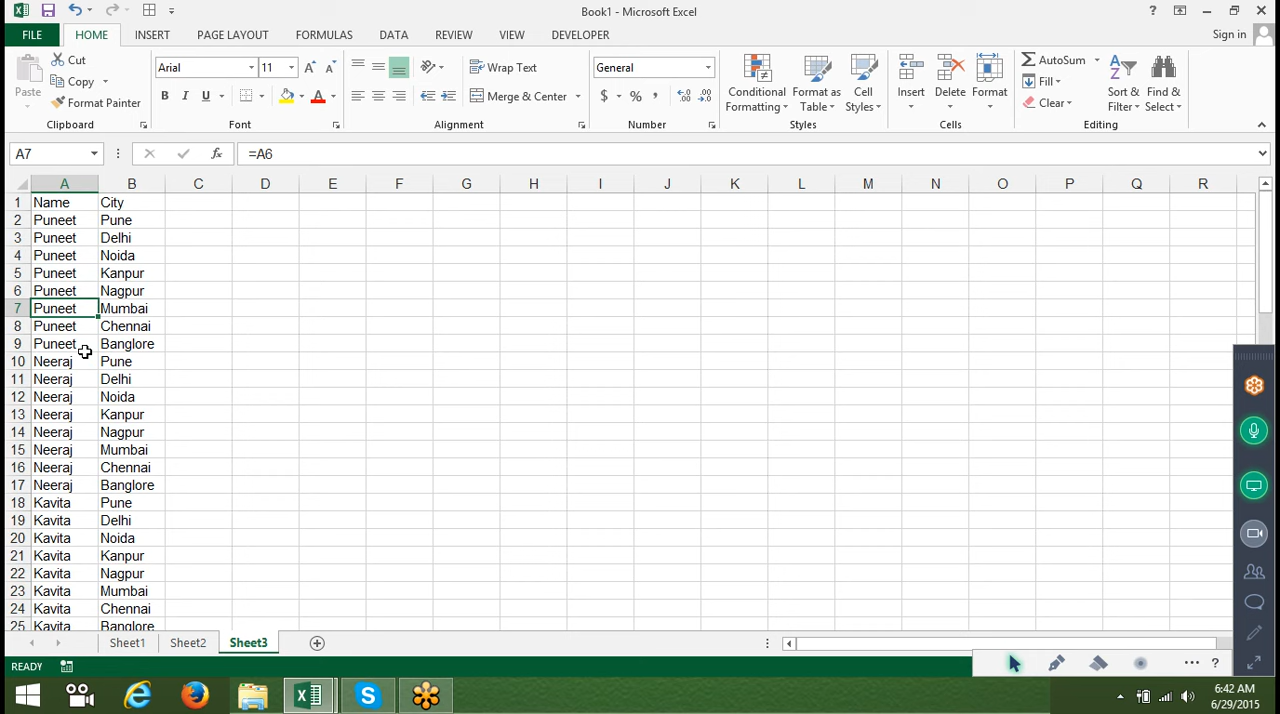 Book1 - Microsoft Excel
?
FILE HOME INSERT PAGE LAYOUT FORMULAS DATA REVIEW VIEW DEVELOPER Sign in
Paste
Cut
Copy
Format Painter
Clipboard
Arial 11
B I U A
Font
Wrap Text
Merge & Center
Alignment
General
$ % ,
Number
Conditional Formatting
Format as Table
Cell Styles
Styles
Insert Delete Format
Cells
AutoSum
Fill
Clear
Sort & Filter
Find & Select
Editing
A7 fx =A6
A B C D E F G H I J K L M N O P Q R
1 Name City
2 Puneet Pune
3 Puneet Delhi
4 Puneet Noida
5 Puneet Kanpur
6 Puneet Nagpur
7 Puneet Mumbai
8 Puneet Chennai
9 Puneet Banglore
10 Neeraj Pune
11 Neeraj Delhi
12 Neeraj Noida
13 Neeraj Kanpur
14 Neeraj Nagpur
15 Neeraj Mumbai
16 Neeraj Chennai
17 Neeraj Banglore
18 Kavita Pune
19 Kavita Delhi
20 Kavita Noida
21 Kavita Kanpur
22 Kavita Nagpur
23 Kavita Mumbai
24 Kavita Chennai
25 Kavita Banglore
Sheet1 Sheet2 Sheet3
READY
... ?
6:42 AM
6/29/2015